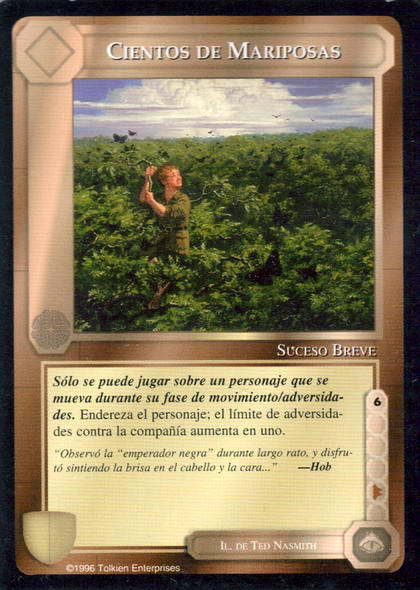 CIENTOS DE MARIPOSAS
SUCESO BREVE
Sólo se puede jugar sobre un personaje que se
mueva durante su fase de movimiento/adversida-
des. Endereza el personaje; el límite de adversida-
des contra la compañía aumenta en uno.
“Observó la “emperador negra” durante largo rato, y disfru-
tó sintiendo la brisa en el cabello y la cara...” —Hob
6
IL. DE TED NASMITH
©1996 Tolkien Enterprises